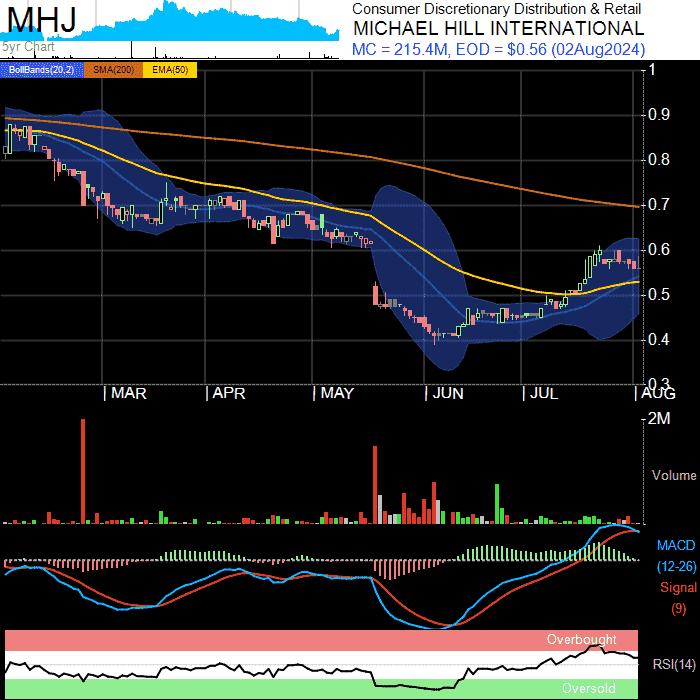 MHJ
5yr Chart
Consumer Discretionary Distribution & Retail
MICHAEL HILL INTERNATIONAL
MC = 215.4M, EOD = $0.56 (02Aug2024)
BollBands(20,2) SMA(200) EMA(50)
1
0.9
0.8
0.7
0.6
0.5
0.4
0.3
MAR APR MAY JUN JUL AUG
2M
Volume
MACD
(12-26)
Signal
(9)
Overbought
RSI(14)
Oversold